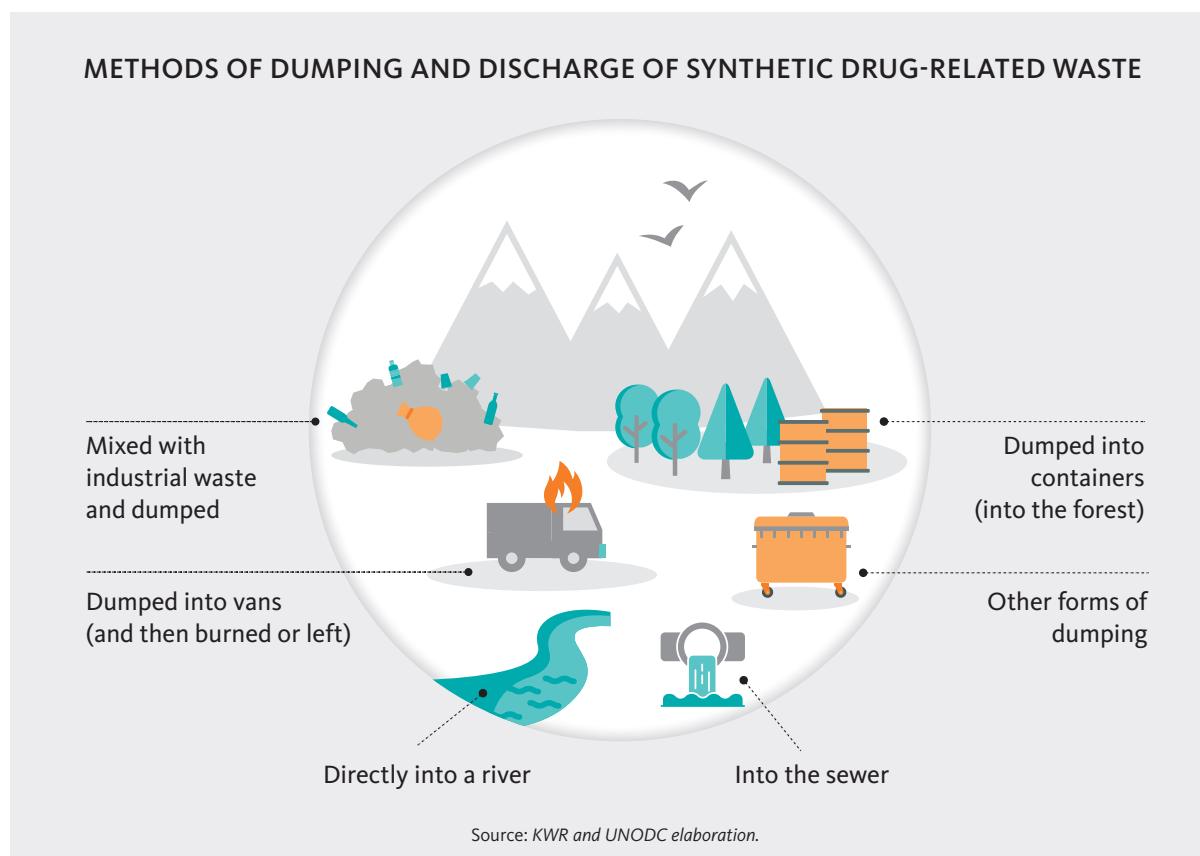 METHODS OF DUMPING AND DISCHARGE OF SYNTHETIC DRUG-RELATED WASTE
Mixed with
industrial waste
and dumped
Dumped into
containers
(into the forest)
Dumped into vans
(and then burned or left)
Other forms of
dumping
Directly into a river
Into the sewer
Source: KWR and UNODC elaboration.